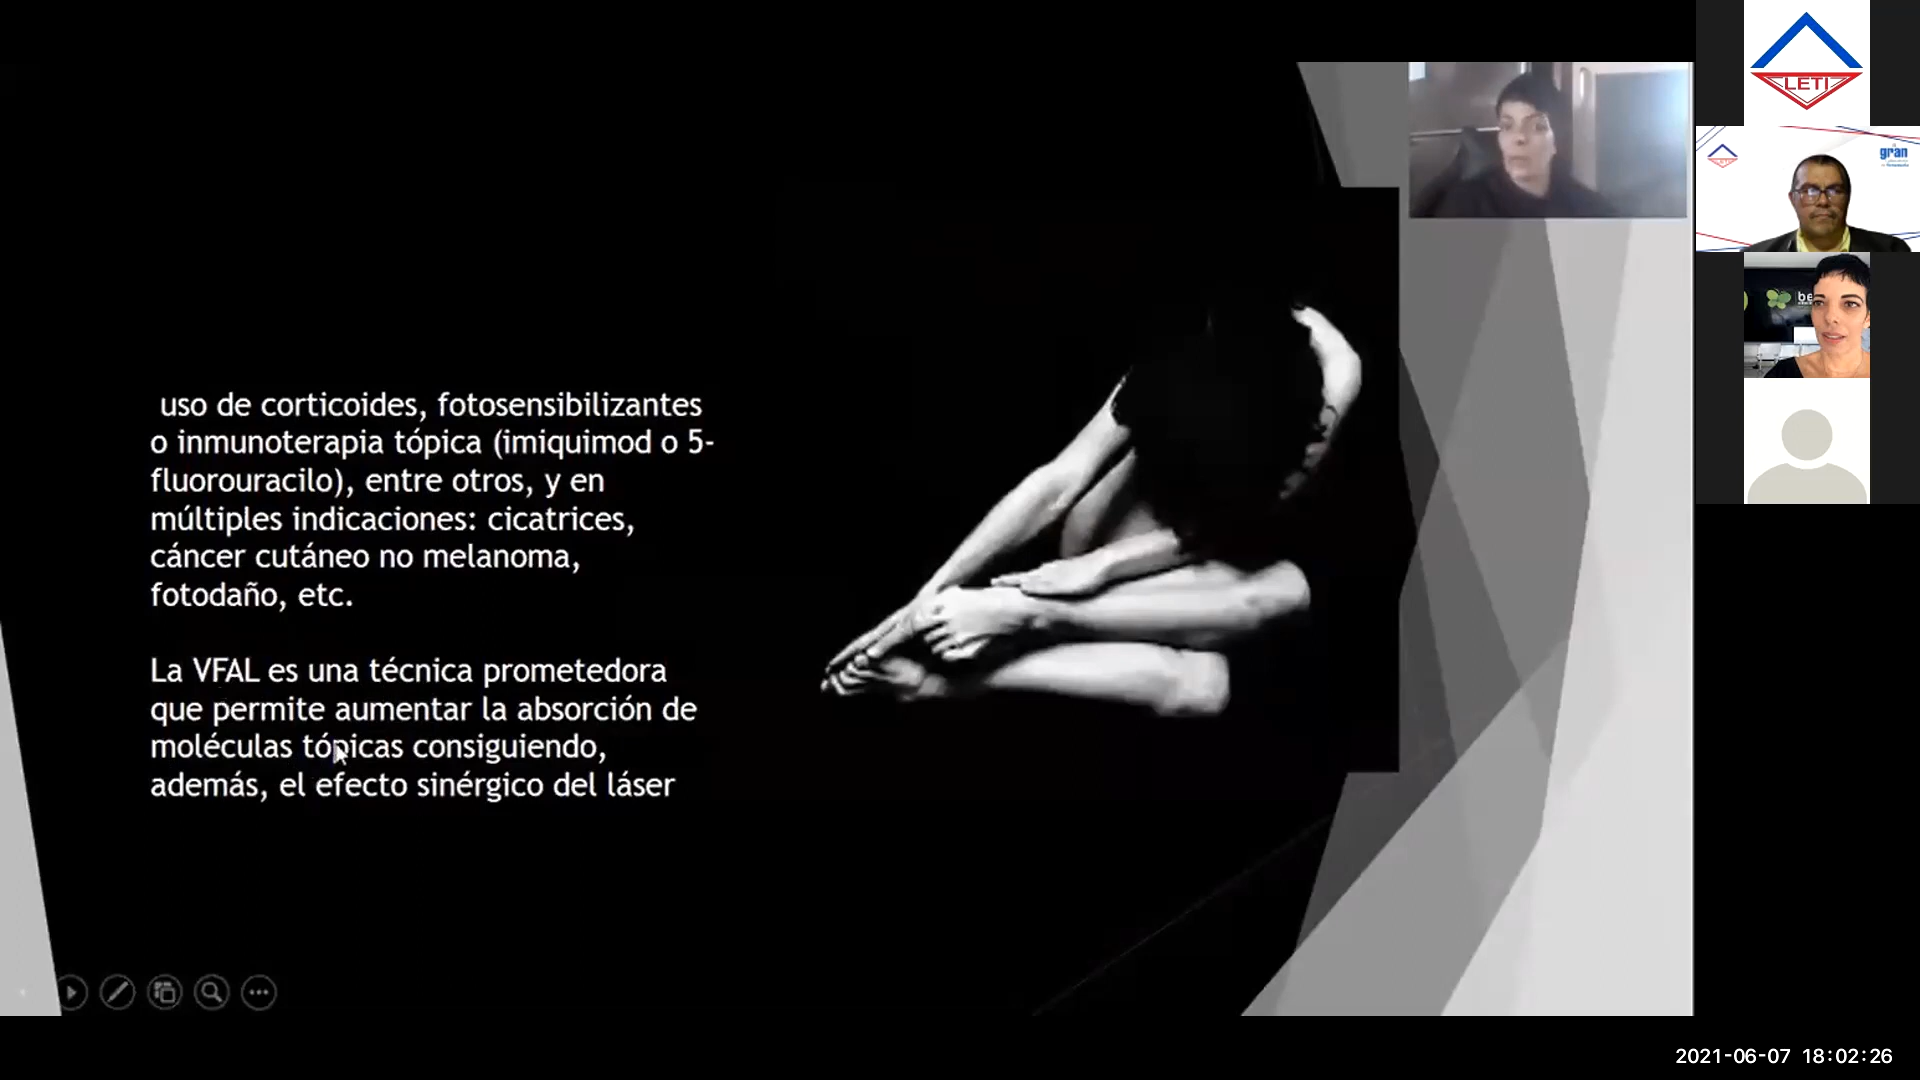 uso de corticoides, fotosensibilizantes
o inmunoterapia tópica (imiquimod o 5-
fluorouracilo), entre otros, y en
múltiples indicaciones: cicatrices,
cáncer cutáneo no melanoma,
fotodaño, etc.
La VFAL es una técnica prometedora
que permite aumentar la absorción de
moléculas tópicas consiguiendo,
además, el efecto sinérgico del láser
LETI
gran
be
2021-06-07 18:02:26